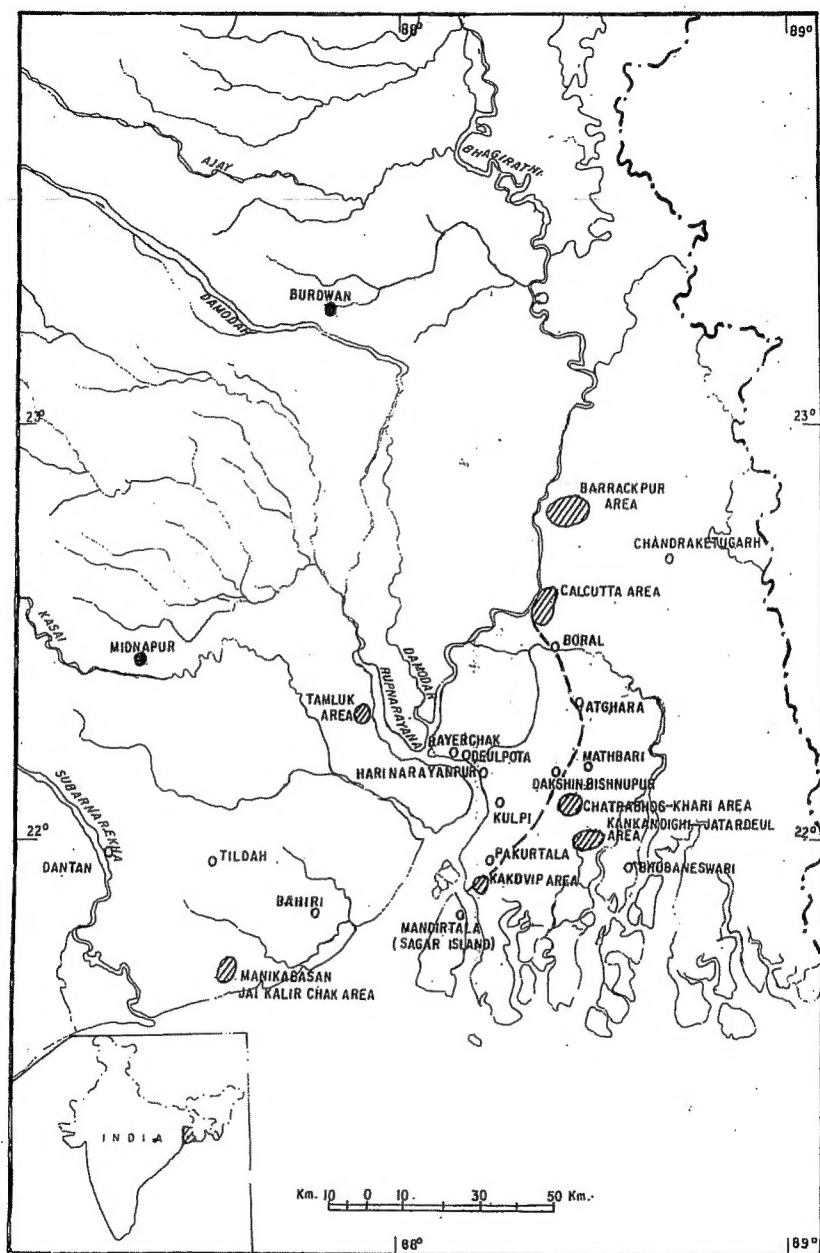 88°
89°
AJAY
BHAGIRATHI
DAMODAR
BURDWAN
23°
23°
BARRACKPUR
AREA
CHANDRAKETUGARH
CALCUTTA AREA
KASAI
MIDNAPUR
BORAL
DAMODAR
RUPNARAYANA
TAMLUK
AREA
ATGHARA
RAYERCHAK
DEULPOTA
HARINARAYANPUR
MATHBARI
DAKSHIN BISHNUPUR
CHATRABHOG-KHARI AREA
KULPI
KANKANDIGHI-JATARDEUL
AREA
22°
22°
SUBARNAREKHA
DANTAN
TILDAH
PAKURTALA
BHUBANESWARI
KAKDVIP AREA
BAHIRI
MANDIRTALA
(SAGAR ISLAND)
MANIKABASAN
JAI KALIR CHAK AREA
INDIA
Km. 10 0 10 30 50 Km.
88°
89°